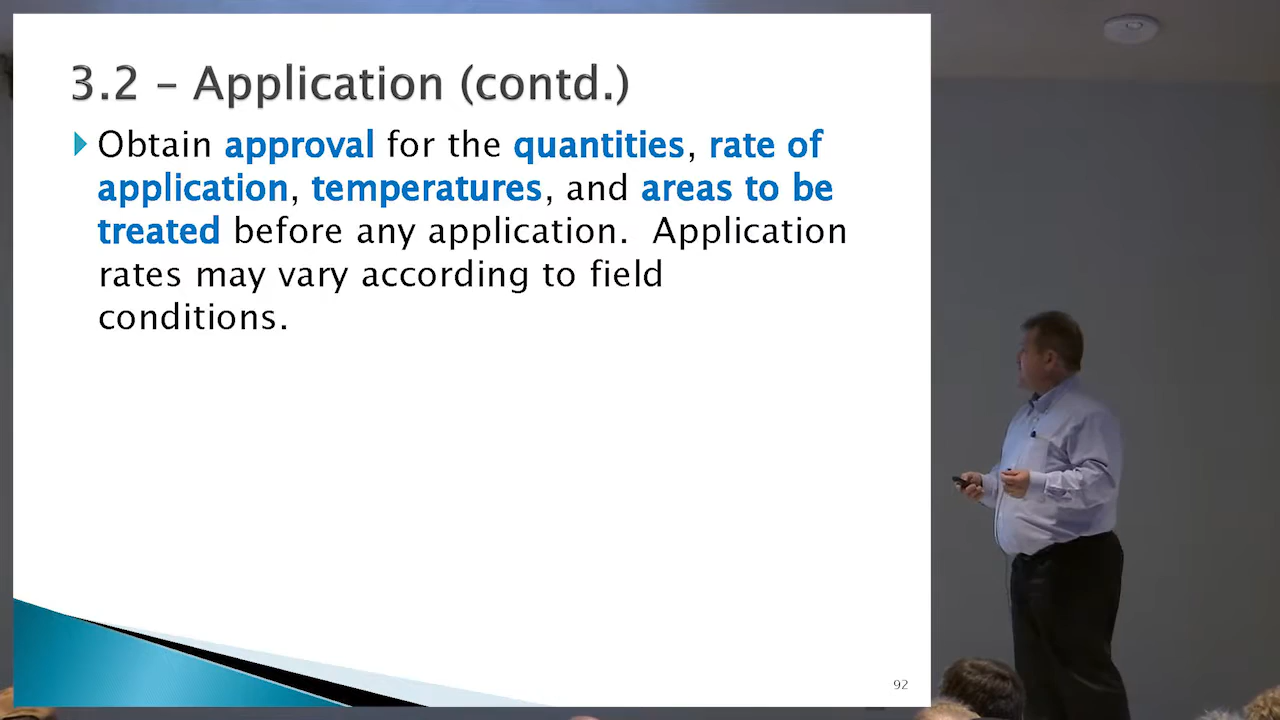 3.2 – Application (contd.)
Obtain approval for the quantities, rate of
application, temperatures, and areas to be
treated before any application.  Application
rates may vary according to field
conditions.
92